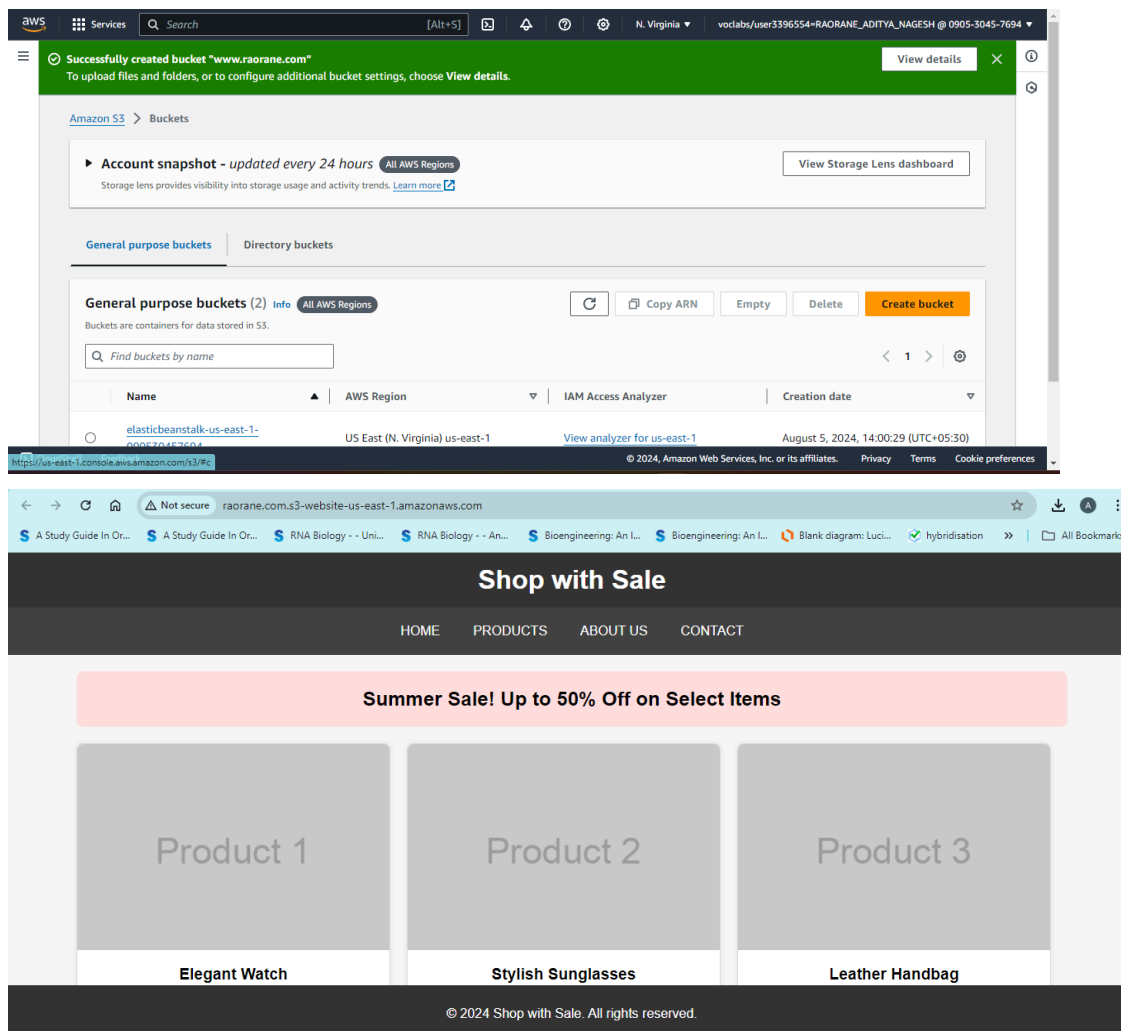 aws Services Search [Alt+S] N. Virginia ▼ voclabs/user3396554=RAORANE_ADITYA_NAGESH @ 0905-3045-7694 ▼
Successfully created bucket "www.raorane.com"
To upload files and folders, or to configure additional bucket settings, choose View details.
View details
Amazon S3 > Buckets
Account snapshot - updated every 24 hours All AWS Regions
Storage lens provides visibility into storage usage and activity trends. Learn more
View Storage Lens dashboard
General purpose buckets Directory buckets
General purpose buckets (2) Info All AWS Regions
Buckets are containers for data stored in S3.
Copy ARN Empty Delete Create bucket
Find buckets by name
< 1 >
Name AWS Region IAM Access Analyzer Creation date
elasticbeanstalk-us-east-1-
090530457694
US East (N. Virginia) us-east-1 View analyzer for us-east-1 August 5, 2024, 14:00:29 (UTC+05:30)
https://us-east-1.console.aws.amazon.com/s3/#c
© 2024, Amazon Web Services, Inc. or its affiliates. Privacy Terms Cookie preferences
Not secure raorane.com.s3-website-us-east-1.amazonaws.com A
A Study Guide In Or... A Study Guide In Or... RNA Biology - - Uni... RNA Biology - - An... Bioengineering: An I... Bioengineering: An I... Blank diagram: Luci... hybridisation » All Bookmarks
Shop with Sale
HOME PRODUCTS ABOUT US CONTACT
Summer Sale! Up to 50% Off on Select Items
Product 1 Product 2 Product 3
Elegant Watch Stylish Sunglasses Leather Handbag
© 2024 Shop with Sale. All rights reserved.